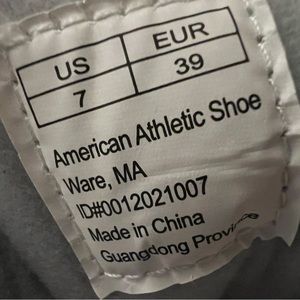 US EUR
7 39
American Athletic Shoe
Ware, MA
ID#0012021007
Made in China
Guangdong Province